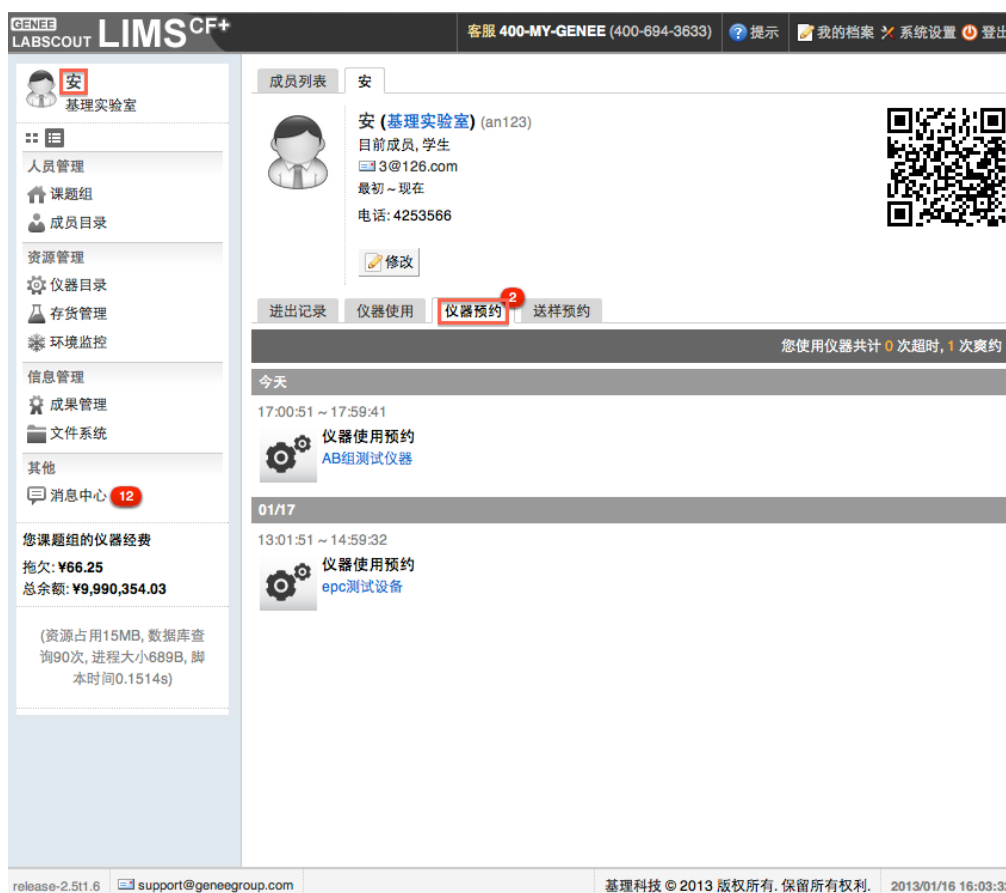 GENEE
LABSCOUT LIMS CF+
客服 400-MY-GENEE (400-694-3633)
提示
我的档案
系统设置
登出
安
基理实验室
人员管理
课题组
成员目录
资源管理
仪器目录
存货管理
环境监控
信息管理
成果管理
文件系统
其他
消息中心 12
您课题组的仪器经费
拖欠: ¥66.25
总余额: ¥9,990,354.03
(资源占用15MB, 数据库查
询90次, 进程大小689B, 脚
本时间0.1514s)
成员列表
安
安 (基理实验室) (an123)
目前成员, 学生
3@126.com
最初 ~ 现在
电话: 4253566
修改
进出记录
仪器使用
仪器预约 2
送样预约
您使用仪器共计 0 次超时, 1 次爽约
今天
17:00:51 ~ 17:59:41
仪器使用预约
AB组测试仪器
01/17
13:01:51 ~ 14:59:32
仪器使用预约
epc测试设备
release-2.5t1.6
support@geneegroup.com
基理科技 © 2013 版权所有. 保留所有权利.
2013/01/16 16:03:3